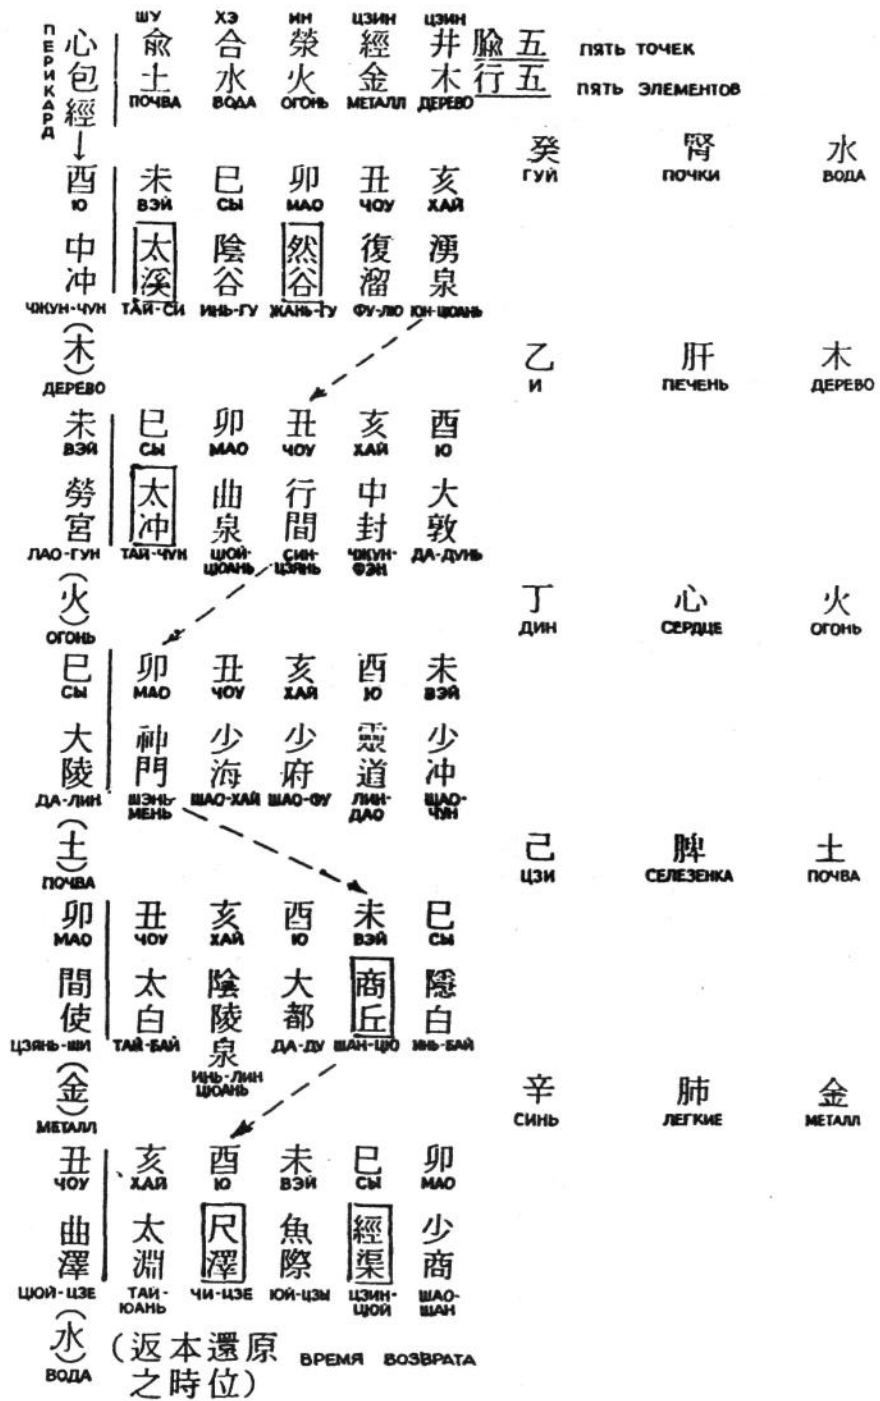 ШУ ХЭ ИН ЦЗИН ЦЗИН
ПЕРИКАРД
心包經 兪 合 滎 經 井 腧五 ПЯТЬ ТОЧЕК
土 水 火 金 木 行五 ПЯТЬ ЭЛЕМЕНТОВ
ПОЧВА ВОДА ОГОНЬ МЕТАЛЛ ДЕРЕВО
癸 腎 水
ГУЙ ПОЧКИ ВОДА
酉 未 巳 卯 丑 亥
Ю ВЭЙ СЫ МАО ЧОУ ХАЙ
中冲 太溪 陰谷 然谷 復溜 湧泉
ЧЖУН-ЧУН ТАЙ-СИ ИНЬ-ГУ ЖАНЬ-ГУ ФУ-ЛЮ ЮН-ЦЮАНЬ
(木)
ДЕРЕВО
乙 肝 木
И ПЕЧЕНЬ ДЕРЕВО
未 巳 卯 丑 亥 酉
ВЭЙ СЫ МАО ЧОУ ХАЙ Ю
勞宮 太冲 曲泉 行間 中封 大敦
ЛАО-ГУН ТАЙ-ЧУН ЦЮЙ-ЦЮАНЬ СИН-ЦЗЯНЬ ЧЖУН-ФЭН ДА-ДУНЬ
(火)
ОГОНЬ
丁 心 火
ДИН СЕРДЦЕ ОГОНЬ
巳 卯 丑 亥 酉 未
СЫ МАО ЧОУ ХАЙ Ю ВЭЙ
大陵 神門 少海 少府 靈道 少冲
ДА-ЛИН ШЭНЬ-МЕНЬ ШАО-ХАЙ ШАО-ФУ ЛИН-ДАО ШАО-ЧУН
(土)
ПОЧВА
己 脾 土
ЦЗИ СЕЛЕЗЕНКА ПОЧВА
卯 丑 亥 酉 未 巳
МАО ЧОУ ХАЙ Ю ВЭЙ СЫ
間使 太白 陰陵泉 大都 商丘 隱白
ЦЗЯНЬ-ШИ ТАЙ-БАЙ ИНЬ-ЛИН ЦЮАНЬ ДА-ДУ ШАН-ЦЮ ИНЬ-БАЙ
(金)
МЕТАЛЛ
辛 肺 金
СИНЬ ЛЕГКИЕ МЕТАЛЛ
丑 亥 酉 未 巳 卯
ЧОУ ХАЙ Ю ВЭЙ СЫ МАО
曲澤 太淵 尺澤 魚際 經渠 少商
ЦЮЙ-ЦЗЕ ТАЙ-ЮАНЬ ЧИ-ЦЗЕ ЮЙ-ЦЗЫ ЦЗИН-ЦЮЙ ШАО-ШАН
(水)
ВОДА
(返本還原 ВРЕМЯ ВОЗВРАТА
之時位)